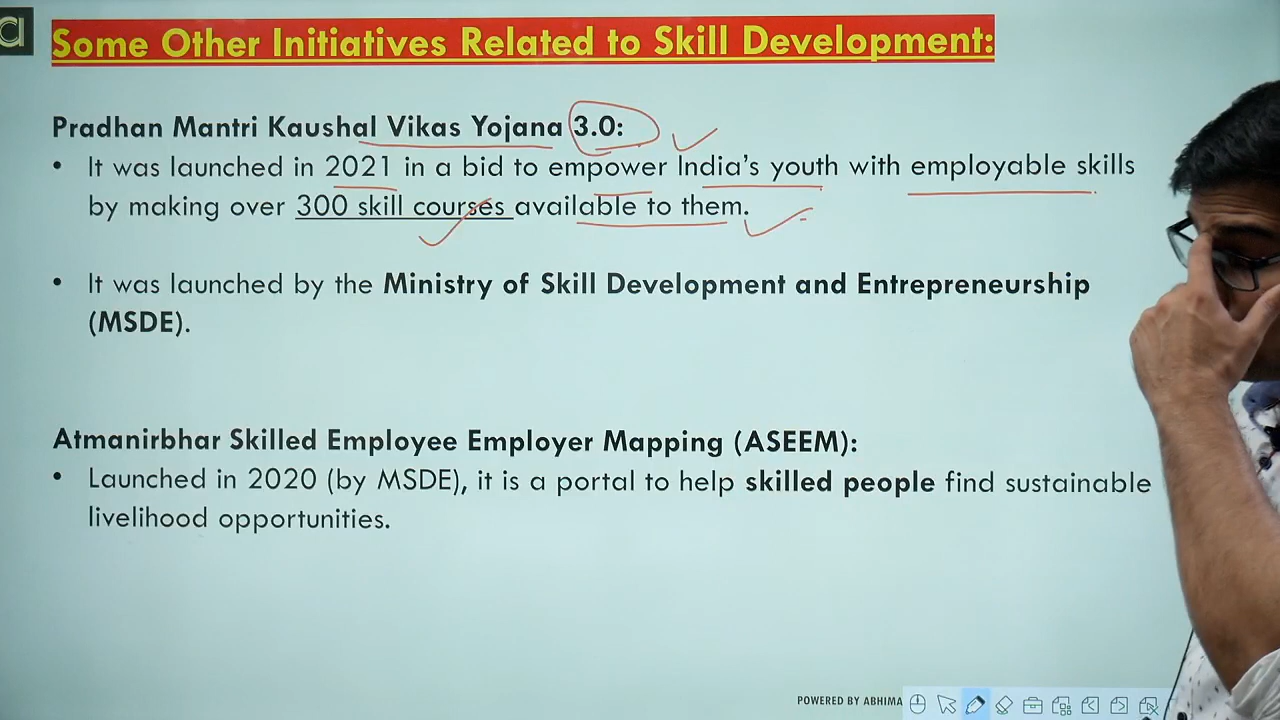 Some Other Initiatives Related to Skill Development:
Pradhan Mantri Kaushal Vikas Yojana 3.0:
• It was launched in 2021 in a bid to empower India's youth with employable skills
by making over 300 skill courses available to them.
• It was launched by the Ministry of Skill Development and Entrepreneurship
(MSDE).
Atmanirbhar Skilled Employee Employer Mapping (ASEEM):
• Launched in 2020 (by MSDE), it is a portal to help skilled people find sustainable
livelihood opportunities.
POWERED BY